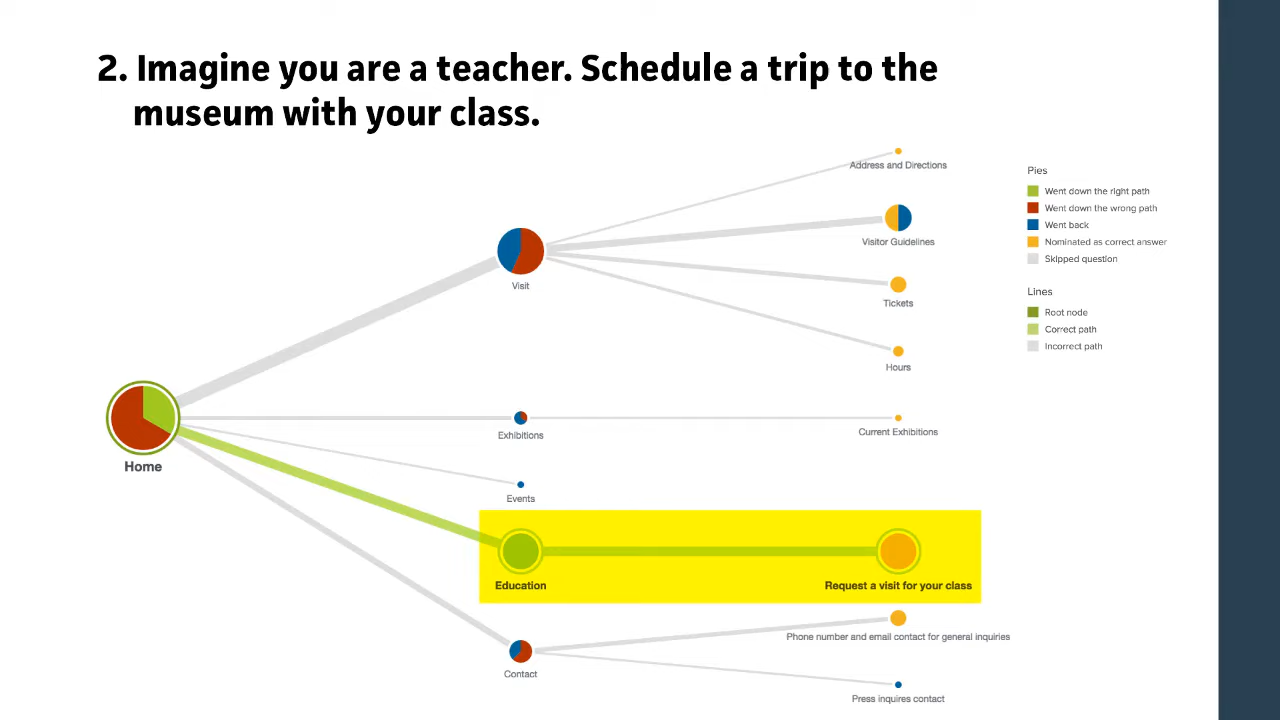 2. Imagine you are a teacher. Schedule a trip to the
museum with your class.
Address and Directions
Visitor Guidelines
Visit
Tickets
Hours
Exhibitions
Current Exhibitions
Home
Events
Education
Request a visit for your class
Phone number and email contact for general inquiries
Contact
Press inquires contact
Pies
Went down the right path
Went down the wrong path
Went back
Nominated as correct answer
Skipped question
Lines
Root node
Correct path
Incorrect path